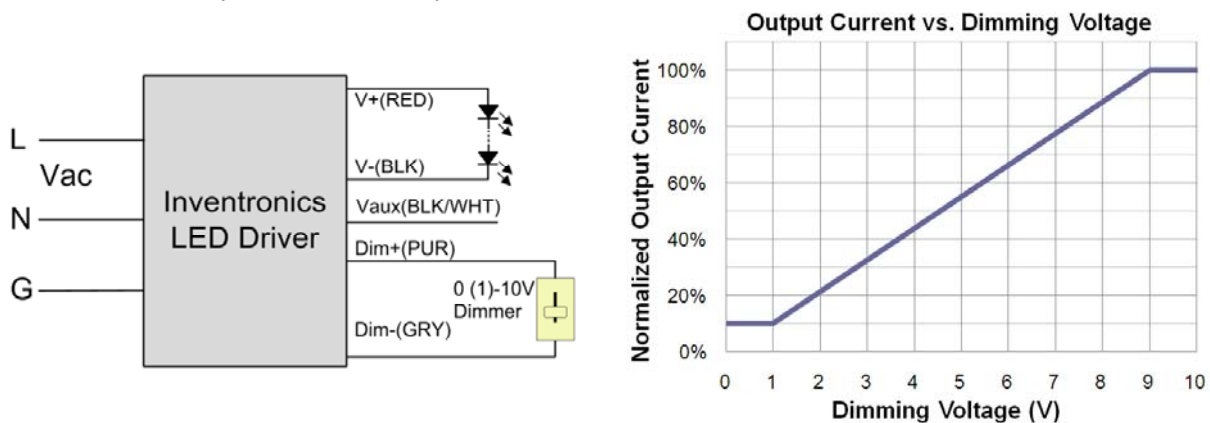 L
Vac
N
G
Inventronics
LED Driver
V+(RED)
V-(BLK)
Vaux(BLK/WHT)
Dim+(PUR)
0 (1)-10V
Dimmer
Dim-(GRY)
Output Current vs. Dimming Voltage
Normalized Output Current
100%
80%
60%
40%
20%
0%
0 1 2 3 4 5 6 7 8 9 10
Dimming Voltage (V)